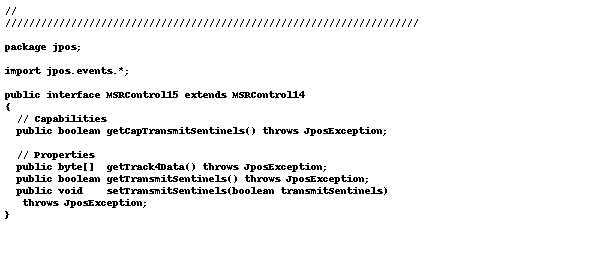 //
//////////////////////////////////////////////////////////////////////
package jpos;
import jpos.events.*;
public interface MSRControl15 extends MSRControl14
{
// Capabilities
public boolean getCapTransmitSentinels() throws JposException;
// Properties
public byte[]  getTrack4Data() throws JposException;
public boolean getTransmitSentinels() throws JposException;
public void    setTransmitSentinels(boolean transmitSentinels)
throws JposException;
}